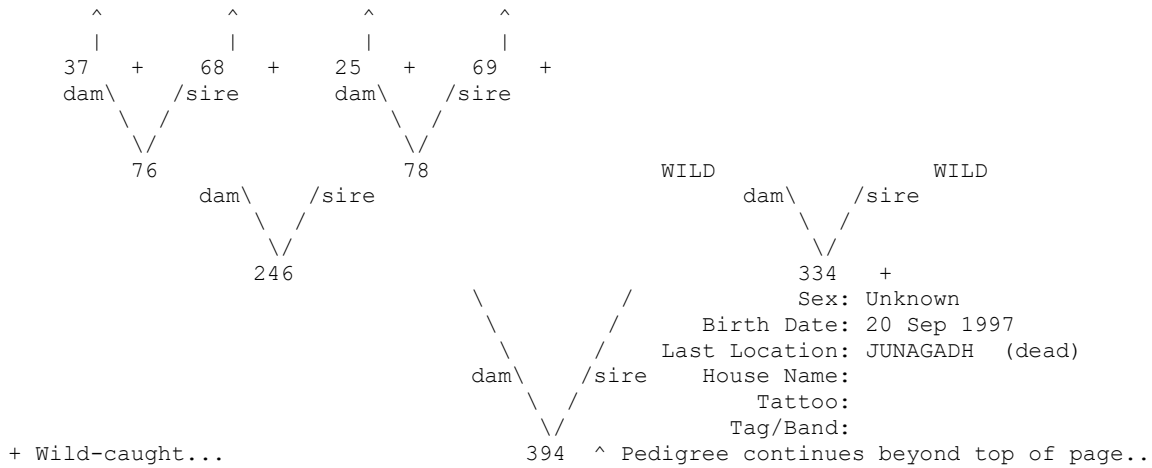 ^ ^ ^ ^
| | | |
37 + 68 + 25 + 69 +
dam\ /sire dam\ /sire
\ / \ /
\/ \/
76 78 WILD WILD
dam\ /sire dam\ /sire
\ / \ /
\/ \/
246 334 +
\ / Sex: Unknown
\ / Birth Date: 20 Sep 1997
\ / Last Location: JUNAGADH (dead)
dam\ /sire House Name:
\ / Tattoo:
\/ Tag/Band:
+ Wild-caught... 394 ^ Pedigree continues beyond top of page..